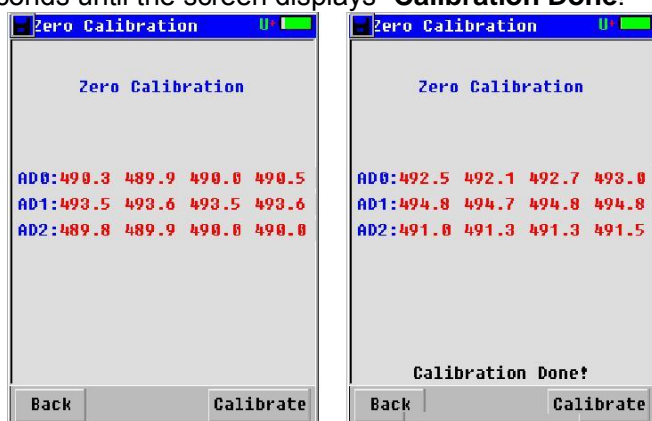 onds until the screen displays "Calibration Done.
Zero Calibration U+
Zero Calibration
AD0:490.3 489.9 490.0 490.5
AD1:493.5 493.6 493.5 493.6
AD2:489.8 489.9 490.0 490.0
Back Calibrate
Zero Calibration U+
Zero Calibration
AD0:492.5 492.1 492.7 493.0
AD1:494.8 494.7 494.8 494.8
AD2:491.0 491.3 491.3 491.5
Calibration Done!
Back Calibrate